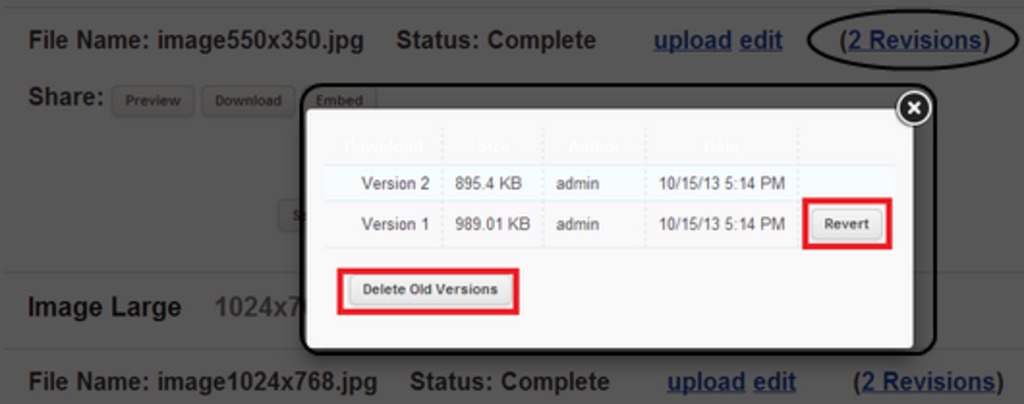 File Name: image550x350.jpg Status: Complete upload edit (2 Revisions)
Share: Preview Download Embed
Download Size Author Date
Version 2 895.4 KB admin 10/15/13 5:14 PM
Version 1 989.01 KB admin 10/15/13 5:14 PM Revert
Delete Old Versions
Image Large 1024x7
File Name: image1024x768.jpg Status: Complete upload edit (2 Revisions)